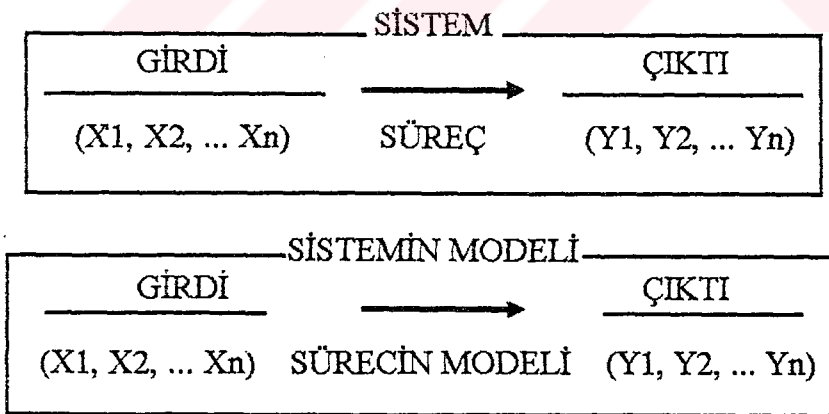 SİSTEM
GİRDİ ÇIKTI
(X1, X2, ... Xn) SÜREÇ (Y1, Y2, ... Yn)
SİSTEMİN MODELİ
GİRDİ ÇIKTI
(X1, X2, ... Xn) SÜRECİN MODELİ (Y1, Y2, ... Yn)